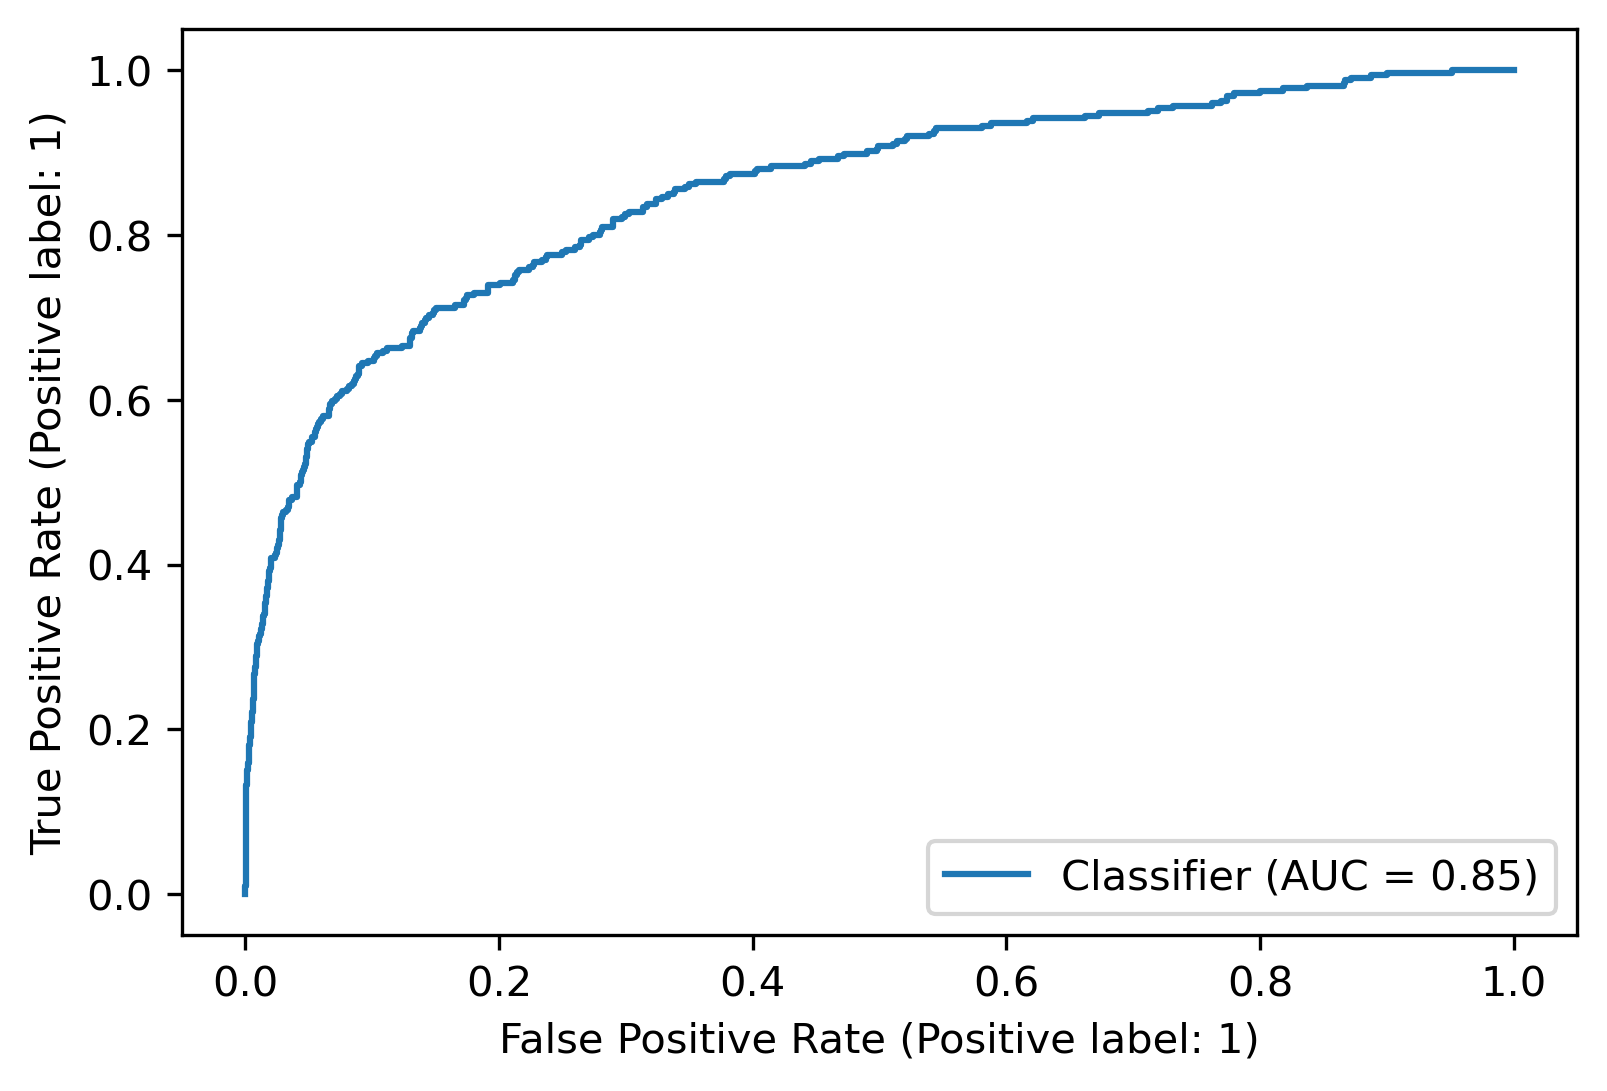 1.0
0.8
0.6
0.4
0.2
0.0
True Positive Rate (Positive label: 1)
Classifier (AUC = 0.85)
0.0 0.2 0.4 0.6 0.8 1.0
False Positive Rate (Positive label: 1)